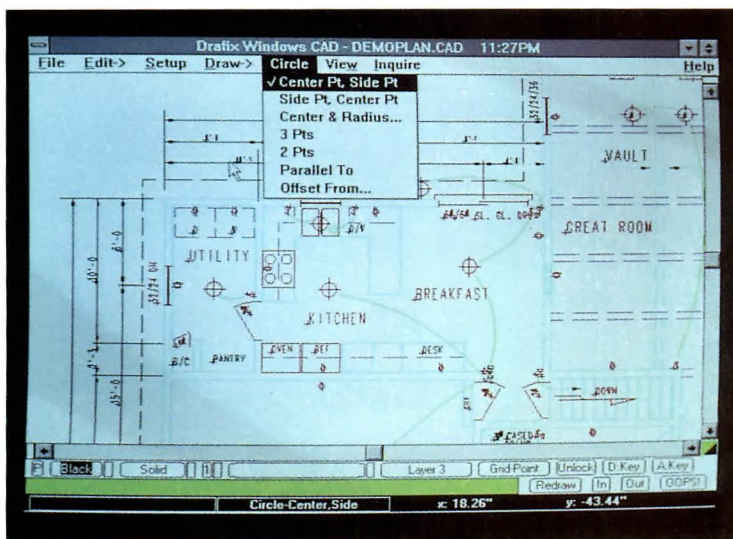 Drafix Windows CAD - DEMOPLAN.CAD 11:27PM
File Edit-> Setup Draw-> Circle View Inquire Help
✓Center Pt, Side Pt
Side Pt, Center Pt
Center & Radius...
3 Pts
2 Pts
Parallel To
Offset From...
VAULT
GREAT ROOM
UTILITY
BREAKFAST
KITCHEN
B/C PANTRY OVEN REF DESK
DOWN
CASED
P Black Solid 1 Layer 3 Grid Point Unlock D.Key A.Key
Redraw In Out OOPS!
Circle-Center,Side x: 18.26" y: -43.44"